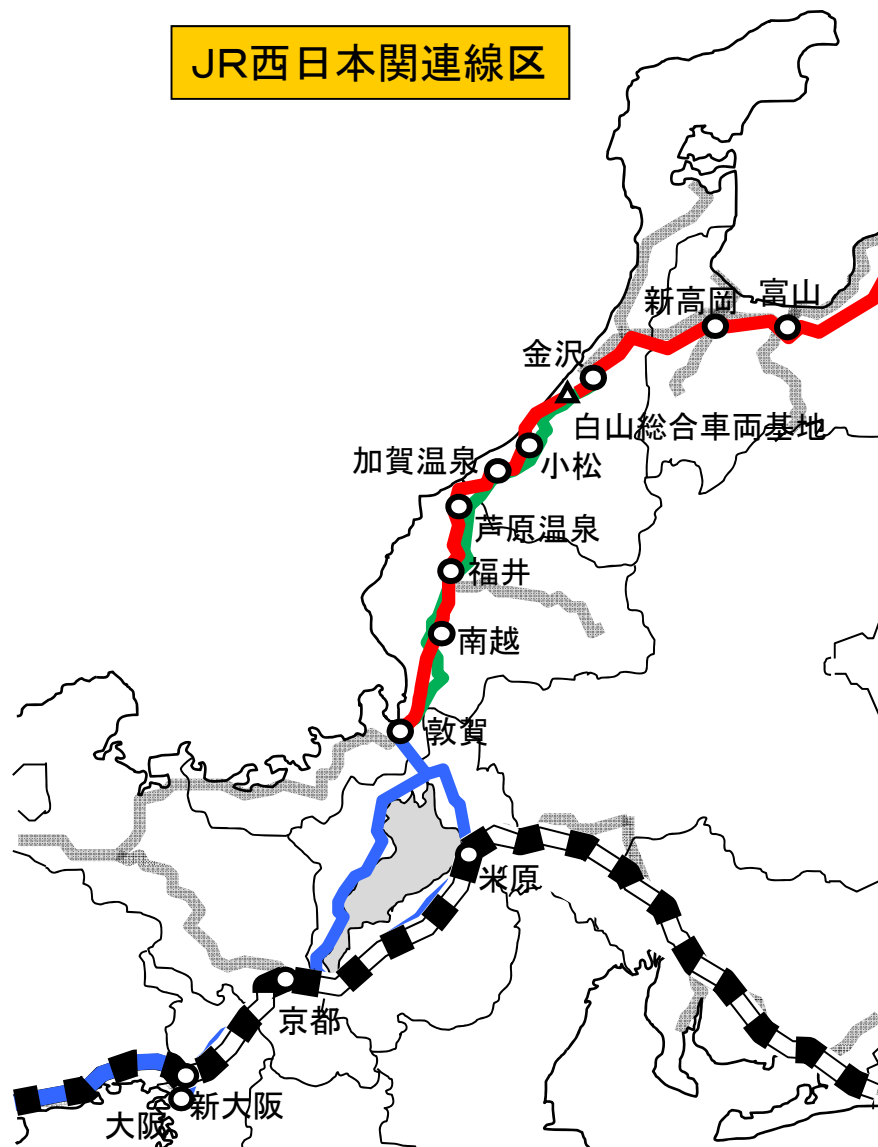 JR西日本関連線区
富山
新高岡
金沢
白山総合車両基地
小松
加賀温泉
芦原温泉
福井
南越
敦賀
米原
京都
新大阪
大阪